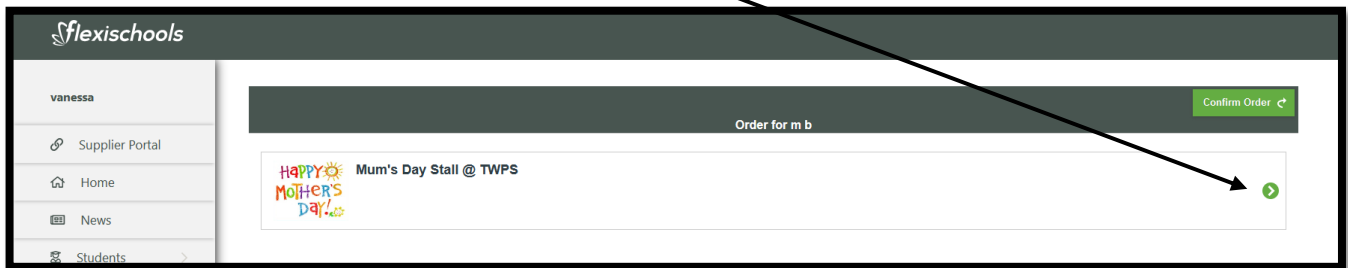 flexischools
vanessa
Supplier Portal
Home
News
Students
Confirm Order
Order for m b
HAPPY
MOTHER'S
DAY!
Mum's Day Stall @ TWPS